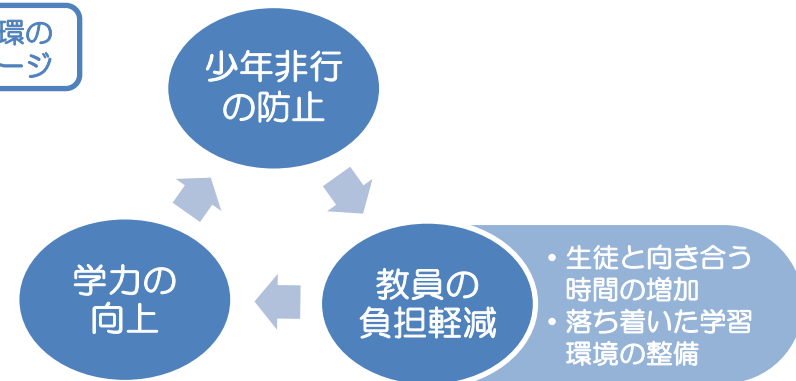 環の
ージ
少年非行
の防止
学力の
向上
教員の
負担軽減
・生徒と向き合う
時間の増加
・落ち着いた学習
環境の整備